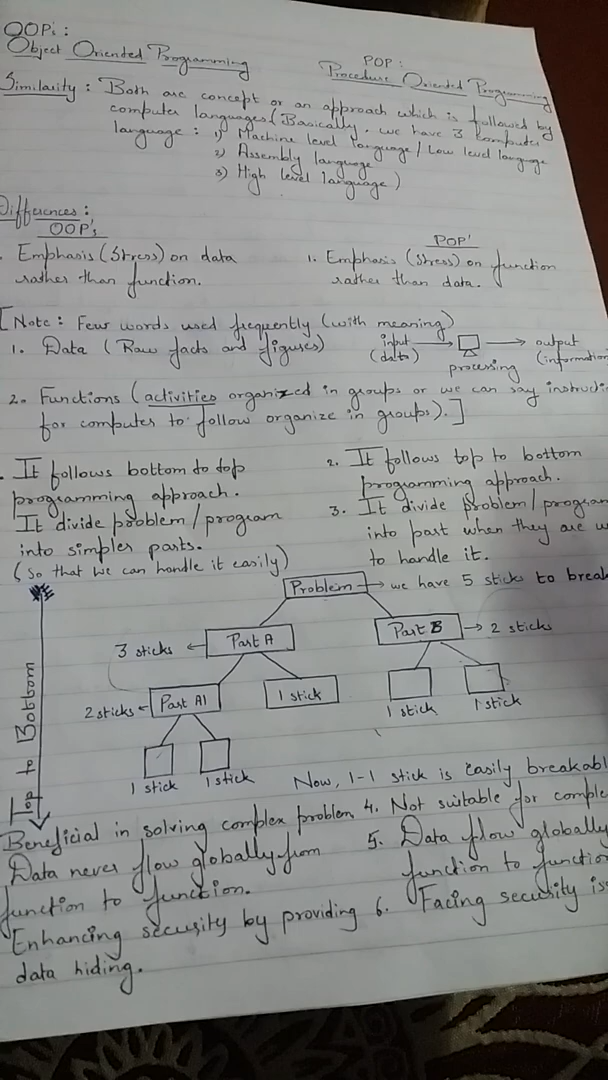 OOP:
Object Oriented Programming
POP:
Procedure Oriented Programming
Similarity: Both are concept or an approach which is followed by
computer languages (Basically, we have 3 computer
language: 1) Machine level language/Low level language
2) Assembly language
3) High level language)
Differences:
OOP's
. Emphasis (Stress) on data
rather than function.
POP'
1. Emphasis (Stress) on function
rather than data.
[Note: Few words used frequently (with meaning)
1. Data (Raw facts and figures)
input
(data)
processing
output
(information
2. Functions (activities organized in groups or we can say instructi
for computer to follow organize in groups).]
. It follows bottom to top
programming approach.
It divide problem/program
into simpler parts.
(So that we can handle it easily)
2. It follows top to bottom
programming approach.
3. It divide problem/program
into part when they are u
to handle it.
Problem → we have 5 sticks to break
3 sticks ← Part A
Part B → 2 sticks
2 sticks ← Part A1
1 stick
1 stick
1 stick
1 stick
1 stick
Top to Bottom
Now, 1-1 stick is easily breakabl
Beneficial in solving complex problem
Data never flow globally from
function to function.
Enhancing security by providing
data hiding.
4. Not suitable for comple
5. Data flow globally
function to function
6. Facing security is